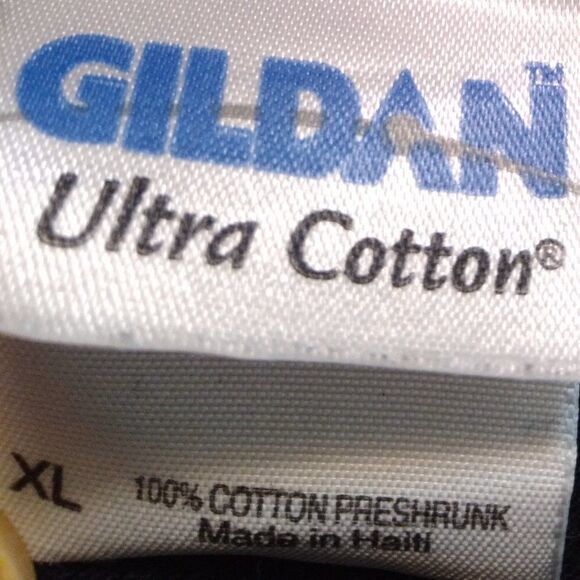 GILDAN™
Ultra Cotton®
XL
100% COTTON PRESHRUNK
Made in Haiti